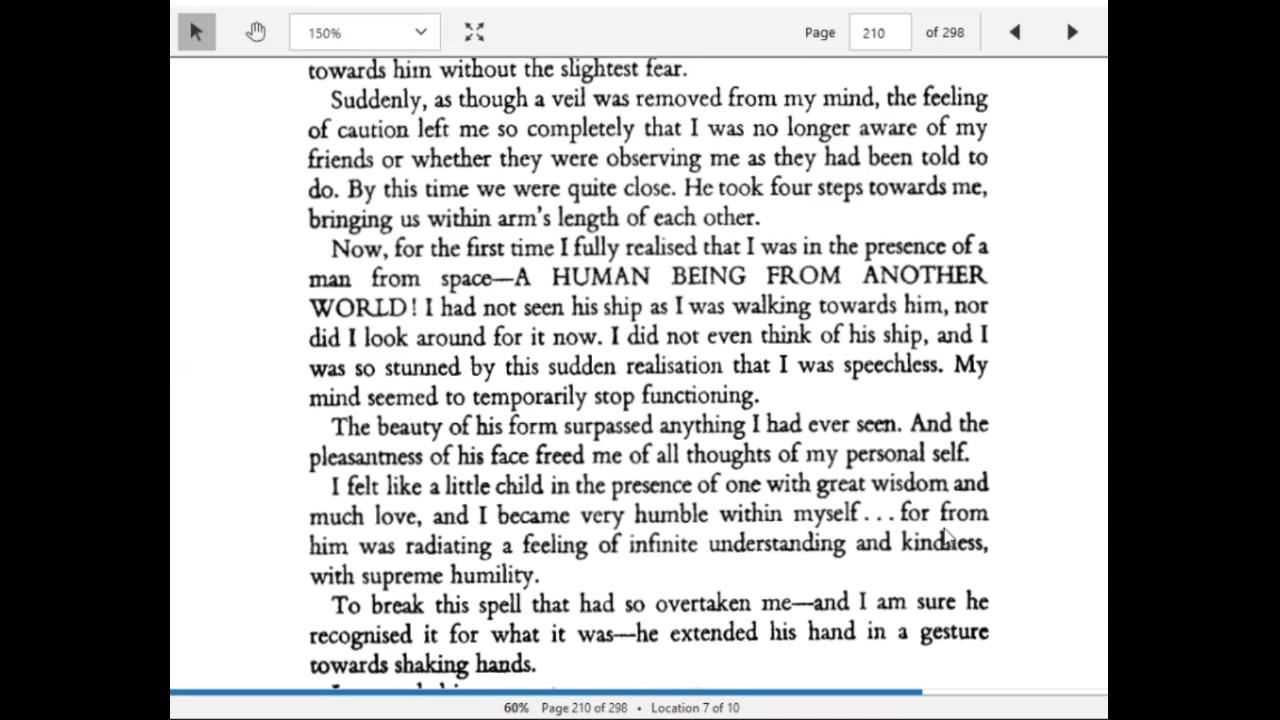 150%
Page 210 of 298
towards him without the slightest fear.
Suddenly, as though a veil was removed from my mind, the feeling
of caution left me so completely that I was no longer aware of my
friends or whether they were observing me as they had been told to
do. By this time we were quite close. He took four steps towards me,
bringing us within arm's length of each other.
Now, for the first time I fully realised that I was in the presence of a
man from space—A HUMAN BEING FROM ANOTHER
WORLD! I had not seen his ship as I was walking towards him, nor
did I look around for it now. I did not even think of his ship, and I
was so stunned by this sudden realisation that I was speechless. My
mind seemed to temporarily stop functioning.
The beauty of his form surpassed anything I had ever seen. And the
pleasantness of his face freed me of all thoughts of my personal self.
I felt like a little child in the presence of one with great wisdom and
much love, and I became very humble within myself . . . for from
him was radiating a feeling of infinite understanding and kindness,
with supreme humility.
To break this spell that had so overtaken me—and I am sure he
recognised it for what it was—he extended his hand in a gesture
towards shaking hands.
60% Page 210 of 298 • Location 7 of 10